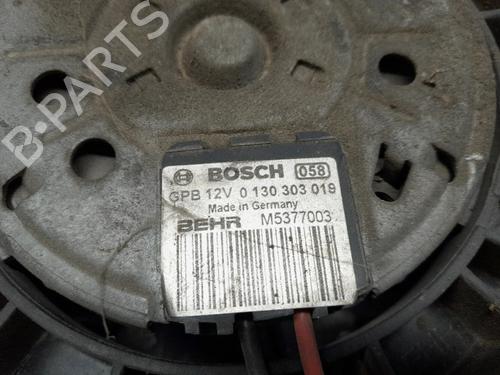 B-PARTS
BOSCH 058
GPB 12V 0 130 303 019
Made in Germany
BEHR M5377003